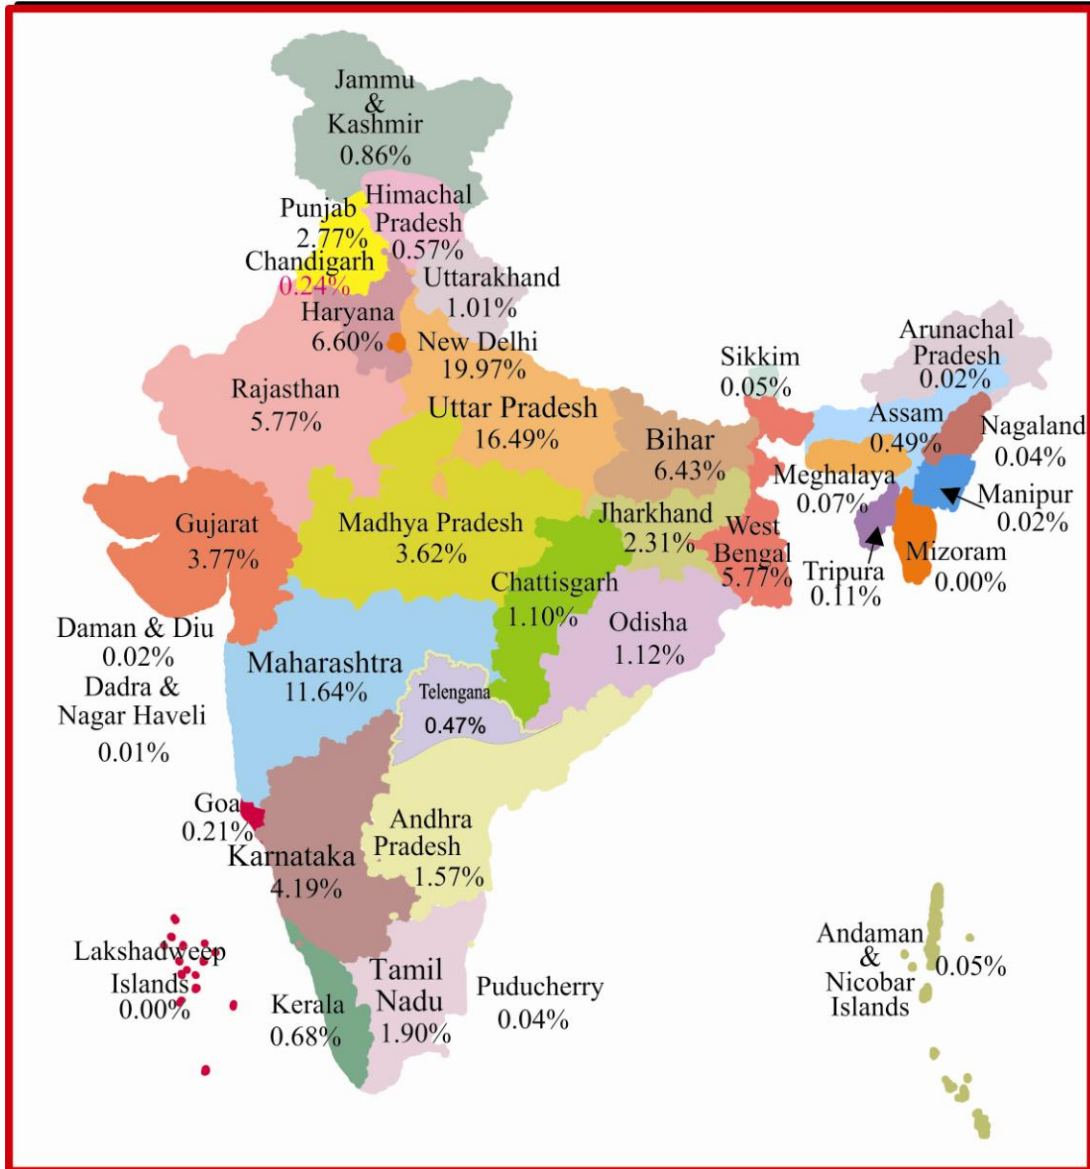 Jammu
&
Kashmir
0.86%
Himachal
Pradesh
0.57%
Punjab
2.77%
Chandigarh
0.24%
Uttarakhand
1.01%
Haryana
6.60%
New Delhi
19.97%
Rajasthan
5.77%
Uttar Pradesh
16.49%
Bihar
6.43%
Sikkim
0.05%
Arunachal
Pradesh
0.02%
Assam
0.49%
Nagaland
0.04%
Meghalaya
0.07%
Manipur
0.02%
Tripura
0.11%
Mizoram
0.00%
Gujarat
3.77%
Madhya Pradesh
3.62%
Jharkhand
2.31%
West
Bengal
5.77%
Chattisgarh
1.10%
Odisha
1.12%
Daman & Diu
0.02%
Dadra &
Nagar Haveli
0.01%
Maharashtra
11.64%
Telengana
0.47%
Goa
0.21%
Karnataka
4.19%
Andhra
Pradesh
1.57%
Lakshadweep
Islands
0.00%
Kerala
0.68%
Tamil
Nadu
1.90%
Puducherry
0.04%
Andaman
&
Nicobar
Islands
0.05%